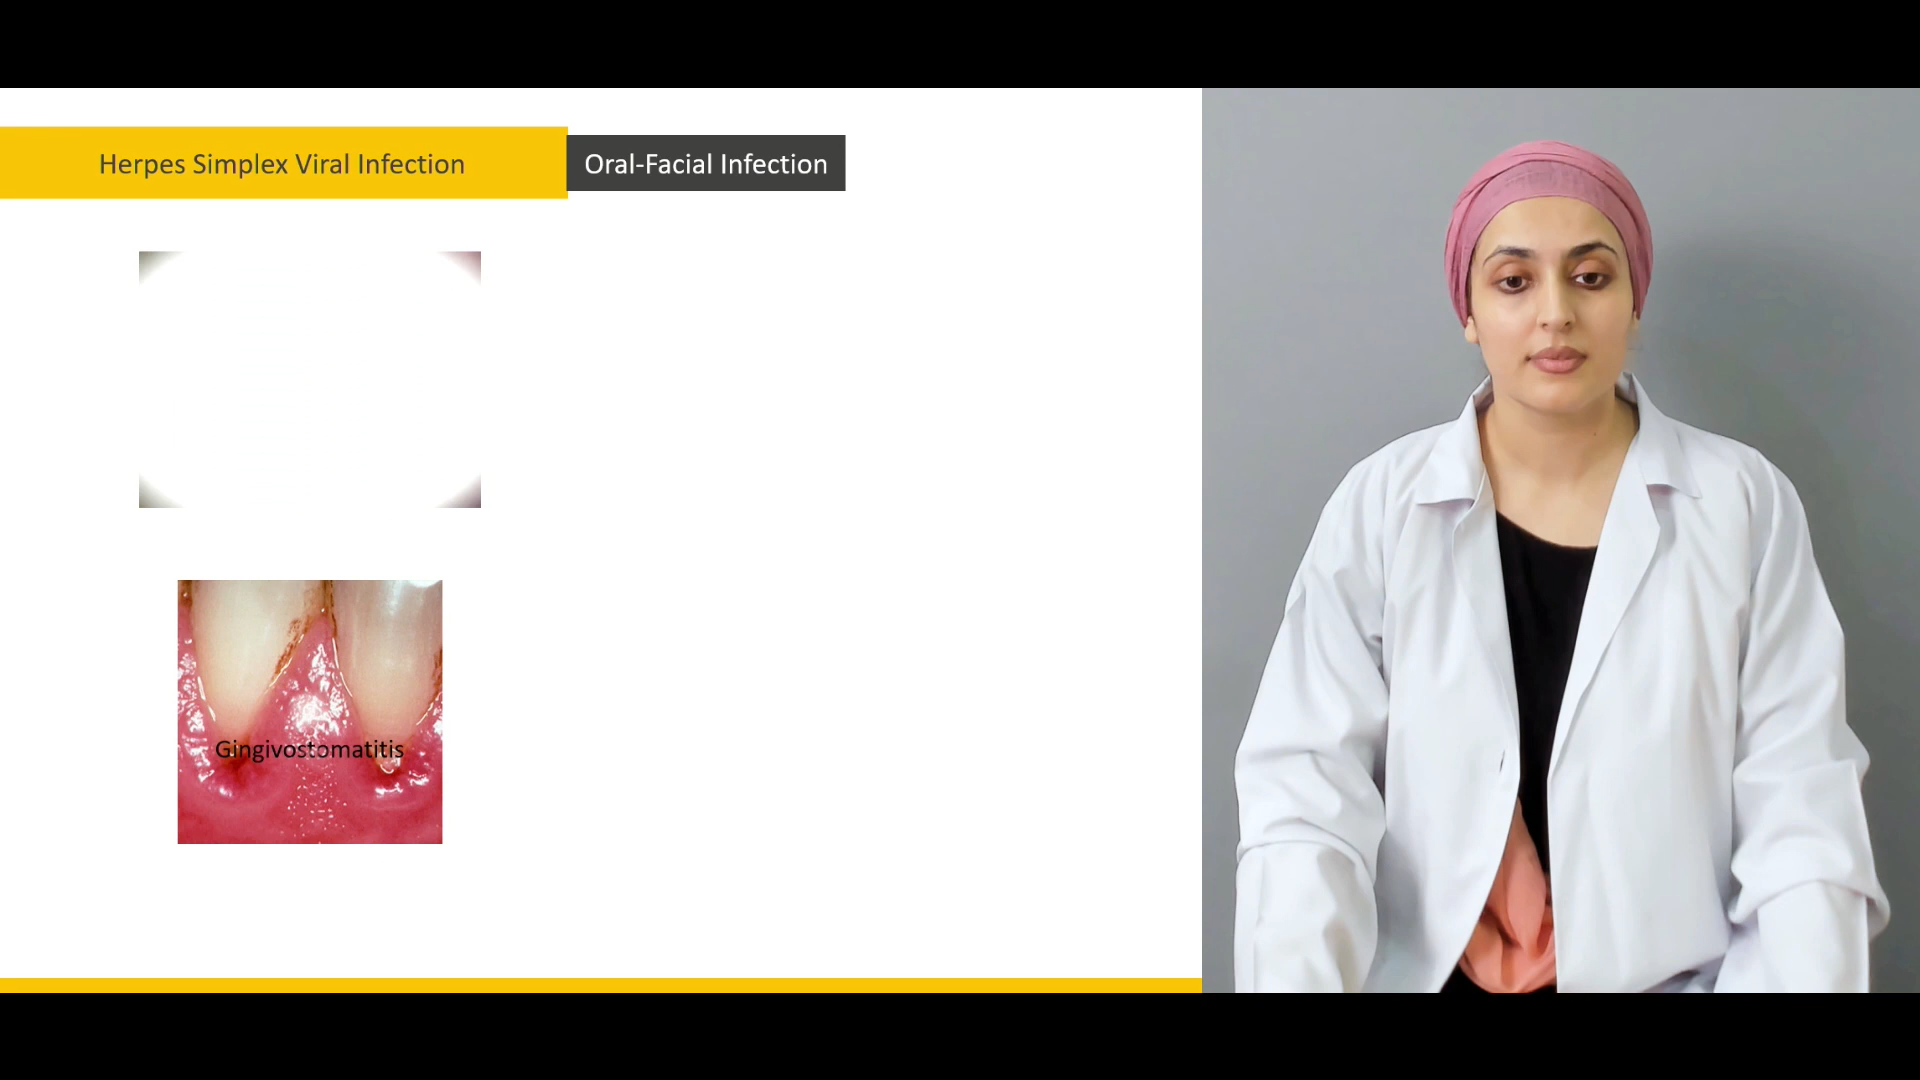 Herpes Simplex Viral Infection
Oral-Facial Infection
Gingivostomatitis